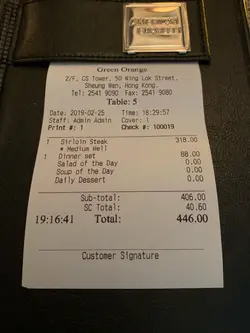 Green Orange
2/F, CS Tower, 50 Wing Lok Street,
Sheung Wan, Hong Kong.
Tel: 2541 9090 Fax: 2541 9080
Table: 5
Date: 2019-02-25 Time: 18:29:57
Staff: Admin Admin Cover: 1
Print #: 1 Check #: 100019
1 Sirloin Steak 318.00
* Medium Well
1 Dinner set 88.00
Salad of the Day 0.00
Soup of the Day 0.00
Daily Dessert 0.00
Sub-total: 406.00
SC Total: 40.60
19:16:41 Total: 446.00
Customer Signature